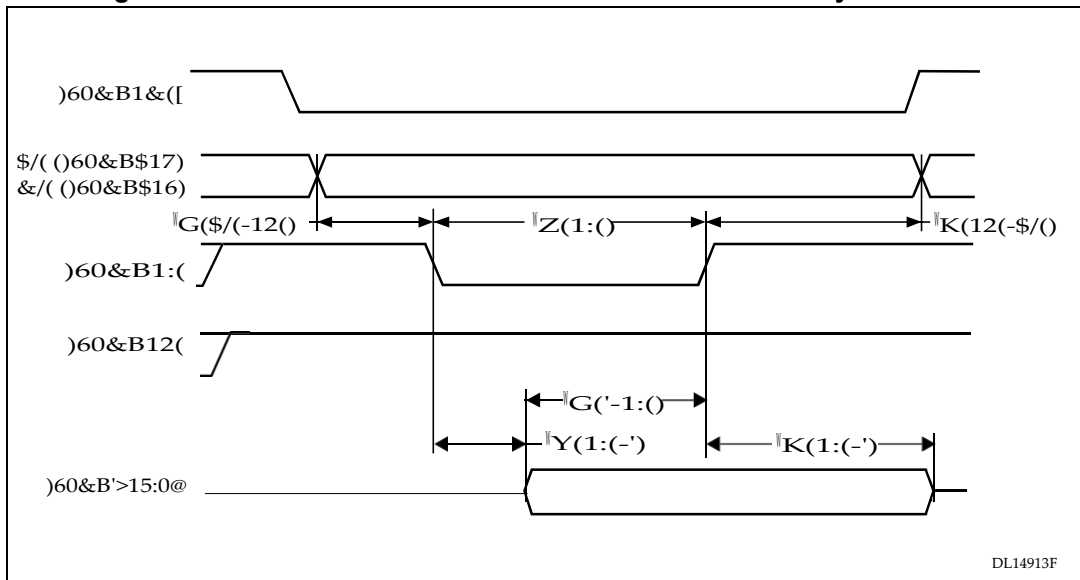 )60&B1&([
$/( ()60&B$17)
&/( ()60&B$16)
G($/(-12()
Z(1:()
K(12(-$/()
)60&B1:(
)60&B12(
G('-1:()
Y(1:(-')
K(1:(-')
)60&B'>15:0@
DL14913F